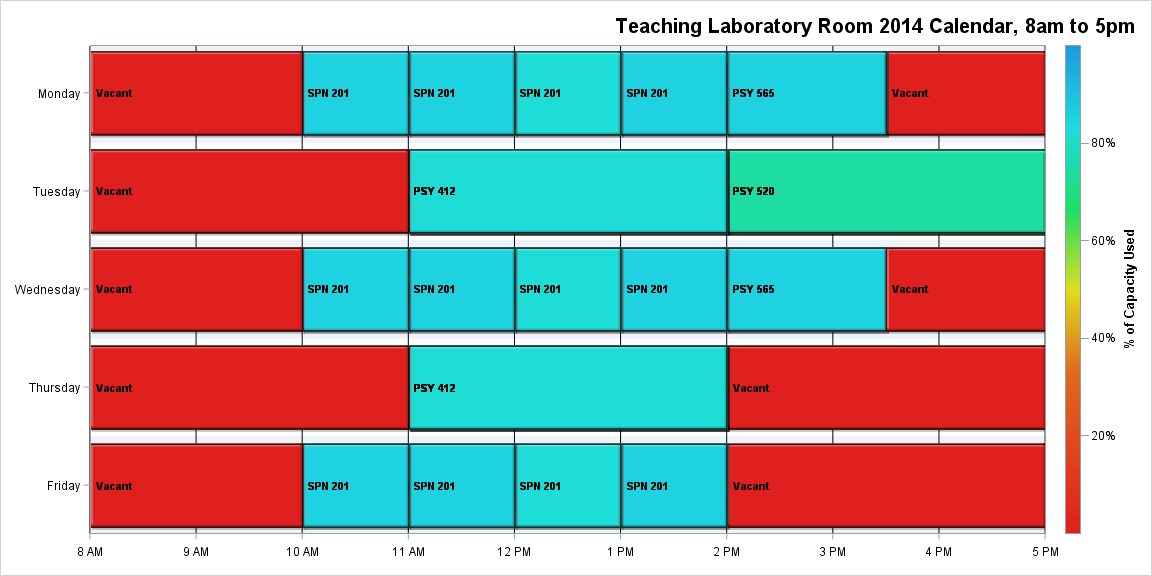 Teaching Laboratory Room 2014 Calendar, 8am to 5pm
Monday
Vacant
SPN 201
SPN 201
SPN 201
SPN 201
PSY 565
Vacant
Tuesday
Vacant
PSY 412
PSY 520
Wednesday
Vacant
SPN 201
SPN 201
SPN 201
SPN 201
PSY 565
Vacant
Thursday
Vacant
PSY 412
Vacant
Friday
Vacant
SPN 201
SPN 201
SPN 201
SPN 201
Vacant
8 AM
9 AM
10 AM
11 AM
12 PM
1 PM
2 PM
3 PM
4 PM
5 PM
80%
60%
40%
20%
% of Capacity Used